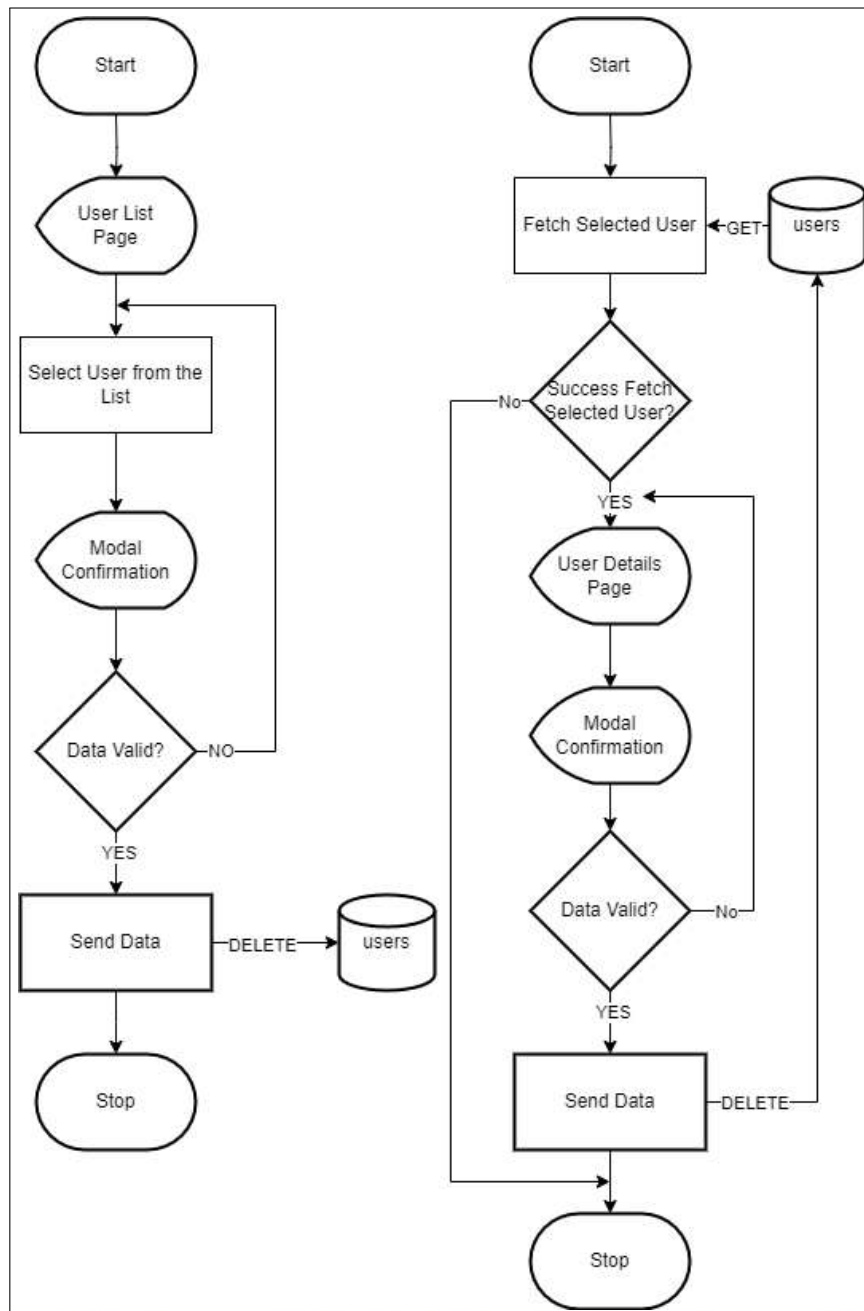 Start
User List
Page
Select User from the
List
Modal
Confirmation
Data Valid?
NO
YES
Send Data
DELETE
users
Stop
Start
Fetch Selected User
GET
users
Success Fetch
Selected User?
No
YES
User Details
Page
Modal
Confirmation
Data Valid?
No
YES
Send Data
DELETE
Stop